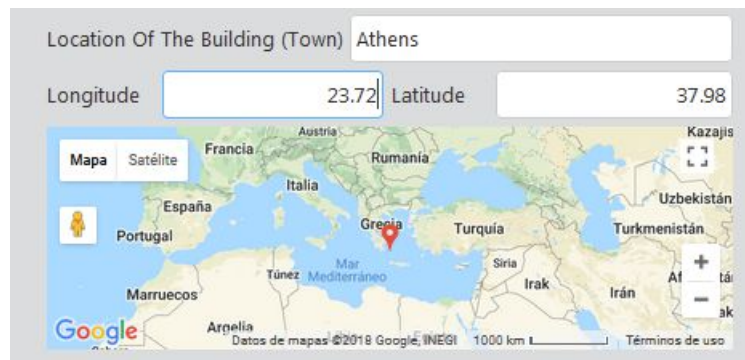 Location Of The Building (Town) Athens
Longitude 23.72 Latitude 37.98
Austria Kazajis
Mapa Satélite Francia Rumanía
Italia
España Uzbekistán
Portugal Grecia Turquía Turkmenistán
Mar Siria
Túnez Mediterráneo Irak Irán
Marruecos
Google Argelia
Datos de mapas ©2018 Google, INEGI 1000 km Términos de uso